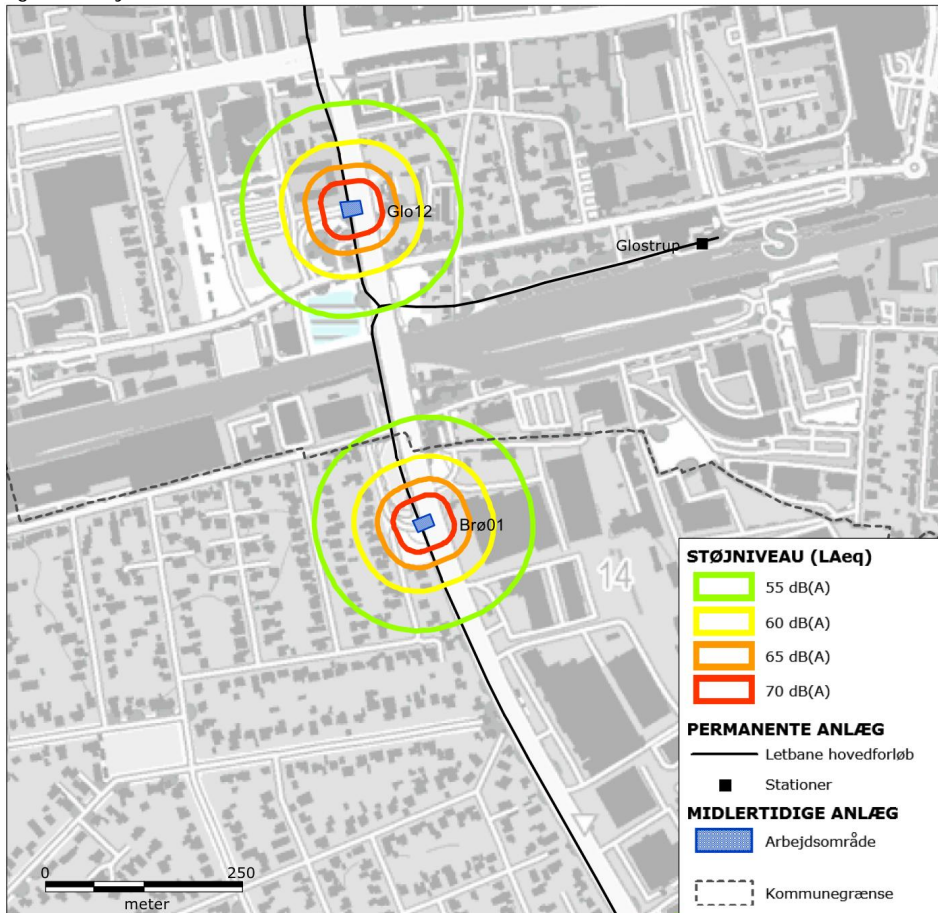 Glo12
Glostrup
S
Brø01
14
STØJNIVEAU (LAeq)
55 dB(A)
60 dB(A)
65 dB(A)
70 dB(A)
PERMANENTE ANLÆG
Letbane hovedforløb
Stationer
MIDLERTIDIGE ANLÆG
Arbejdsområde
Kommunegrænse
0 250
meter